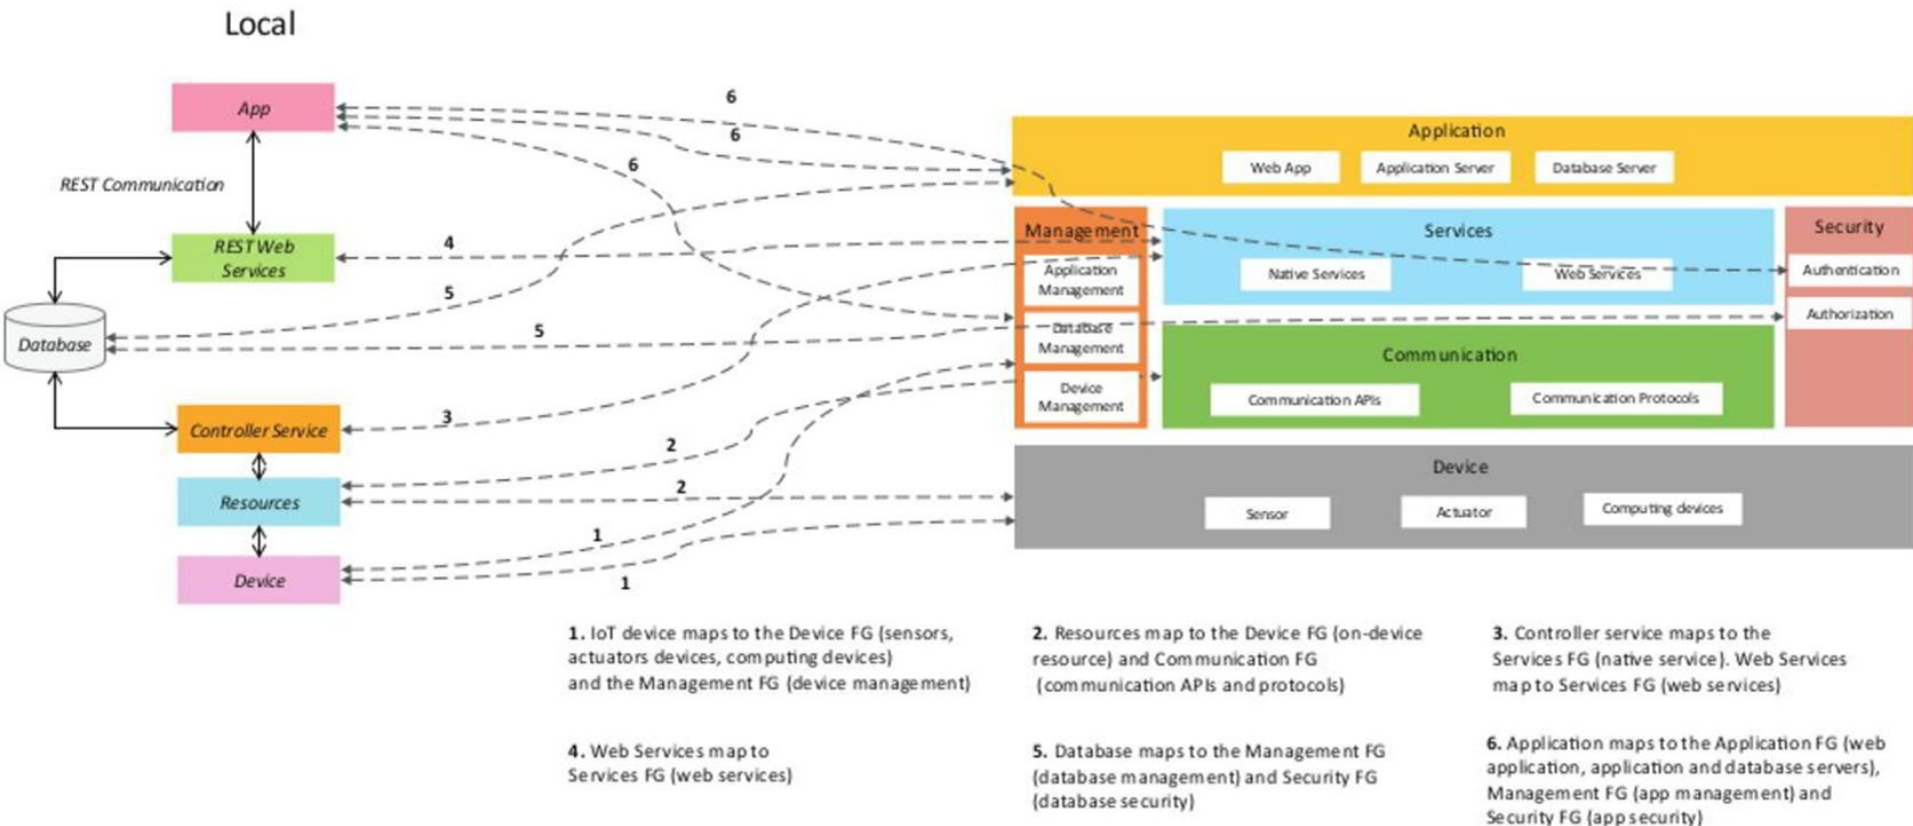 Local
App
REST Communication
REST Web
Services
Database
Controller Service
Resources
Device
6
6
6
4
5
5
3
2
2
1
1
Application
Web App
Application Server
Database Server
Management
Application
Management
Database
Management
Device
Management
Services
Native Services
Web Services
Security
Authentication
Authorization
Communication
Communication APIs
Communication Protocols
Device
Sensor
Actuator
Computing devices
1. IoT device maps to the Device FG (sensors,
actuators devices, computing devices)
and the Management FG (device management)
2. Resources map to the Device FG (on-device
resource) and Communication FG
(communication APIs and protocols)
3. Controller service maps to the
Services FG (native service). Web Services
map to Services FG (web services)
4. Web Services map to
Services FG (web services)
5. Database maps to the Management FG
(database management) and Security FG
(database security)
6. Application maps to the Application FG (web
application, application and database servers),
Management FG (app management) and
Security FG (app security)